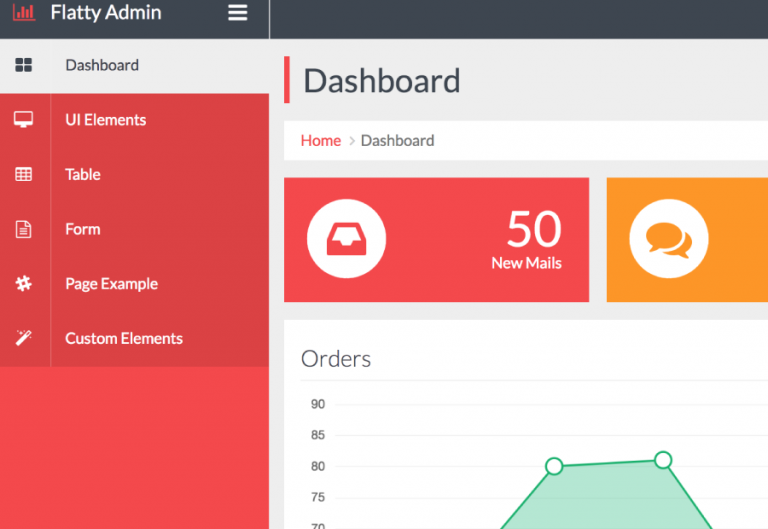 Flatty Admin
Dashboard
UI Elements
Table
Form
Page Example
Custom Elements
Dashboard
Home > Dashboard
50
New Mails
Orders
90
85
80
75
70